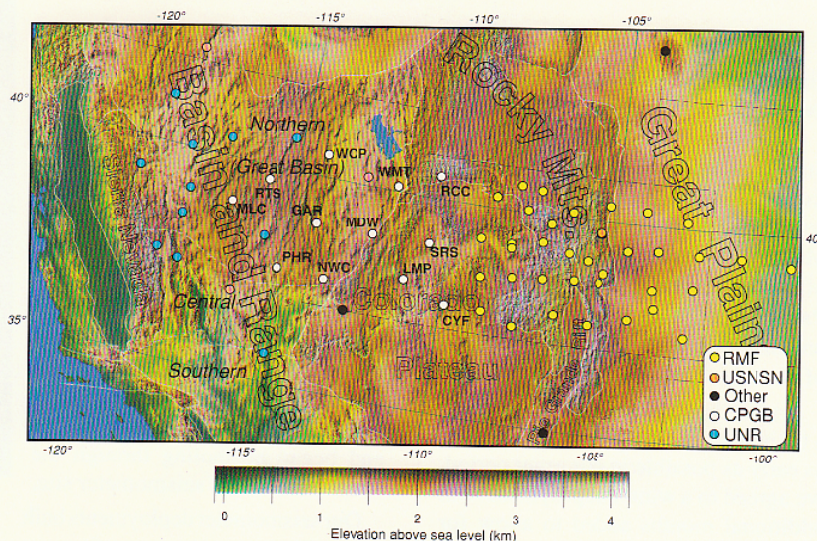 -120°
-115°
-110°
-105°
40°
Basin and Range
Rocky Mts.
Great Plain
Northern
(Great Basin)
WCP
WMT
RCC
RTS
MLC
GAR
MDW
Sierra Nevada
40
SRS
PHR
NWC
LMP
Central
Colorado
CYF
35°
Southern
Plateau
Rio Grande Rift
RMF
USNSN
Other
CPGB
UNR
-120°
-115°
-110°
-105°
-100°
0
1
2
3
4
Elevation above sea level (km)